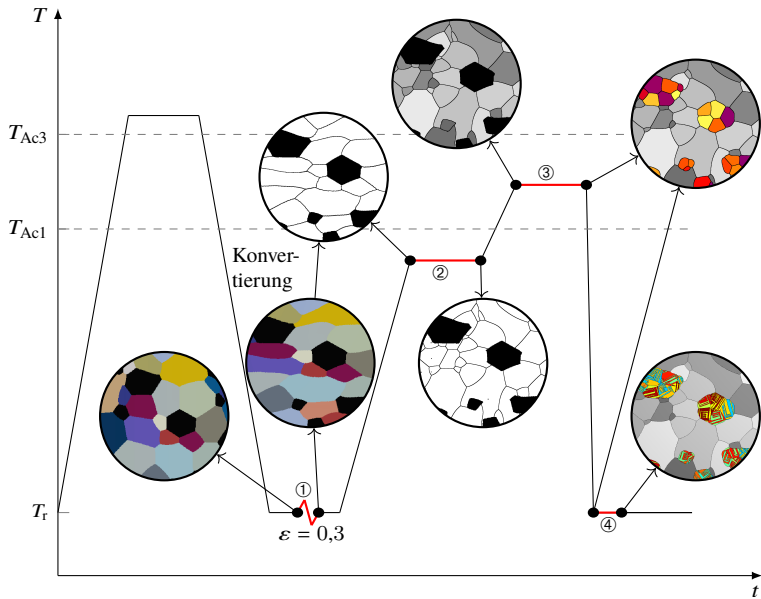 T
T_Ac3
③
T_Ac1
Konver-
tierung
②
①
T_r
④
ε = 0,3
t